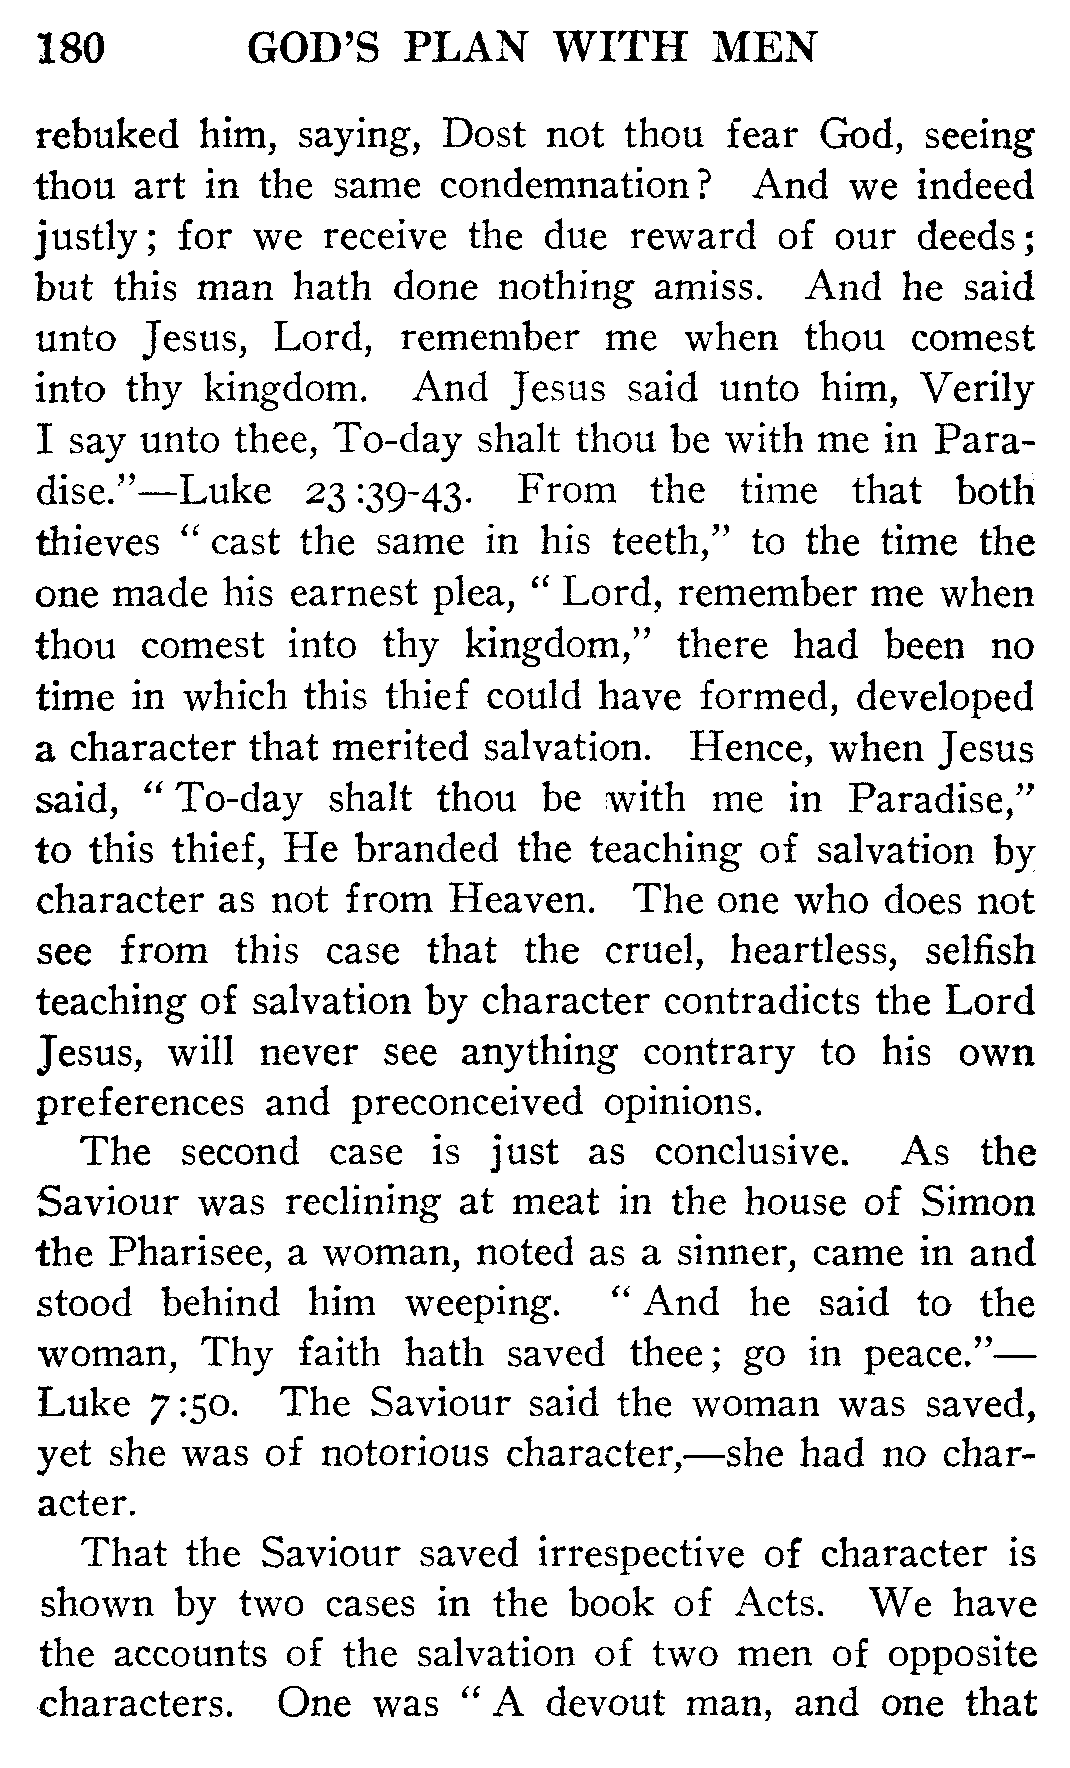 180 GOD'S PLAN WITH MEN
rebuked him, saying, Dost not thou fear God, seeing
thou art in the same condemnation? And we indeed
justly; for we receive the due reward of our deeds;
but this man hath done nothing amiss. And he said
unto Jesus, Lord, remember me when thou comest
into thy kingdom. And Jesus said unto him, Verily
I say unto thee, To-day shalt thou be with me in Para-
dise."—Luke 23:39-43. From the time that both
thieves "cast the same in his teeth," to the time the
one made his earnest plea, "Lord, remember me when
thou comest into thy kingdom," there had been no
time in which this thief could have formed, developed
a character that merited salvation. Hence, when Jesus
said, "To-day shalt thou be with me in Paradise,"
to this thief, He branded the teaching of salvation by
character as not from Heaven. The one who does not
see from this case that the cruel, heartless, selfish
teaching of salvation by character contradicts the Lord
Jesus, will never see anything contrary to his own
preferences and preconceived opinions.
The second case is just as conclusive. As the
Saviour was reclining at meat in the house of Simon
the Pharisee, a woman, noted as a sinner, came in and
stood behind him weeping. "And he said to the
woman, Thy faith hath saved thee; go in peace."—
Luke 7:50. The Saviour said the woman was saved,
yet she was of notorious character,—she had no char-
acter.
That the Saviour saved irrespective of character is
shown by two cases in the book of Acts. We have
the accounts of the salvation of two men of opposite
characters. One was "A devout man, and one that